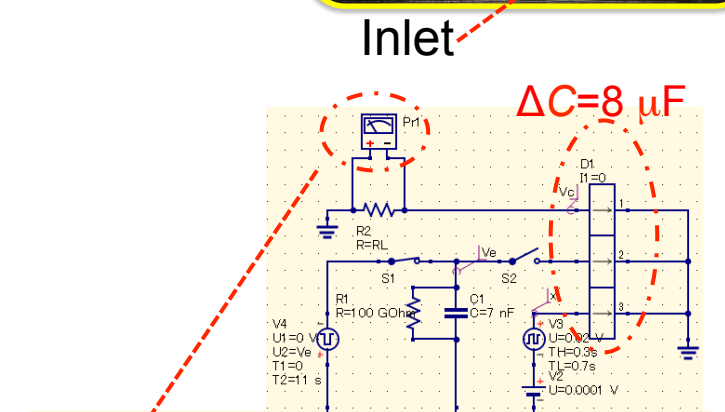 Inlet
ΔC=8 μF
Pr1
D1
I1=0
Vc
1
R2
R=RL
Ve
2
S1
S2
R1
R=100 GOhm
C1
C=7 nF
x
3
V4
U1=0 V
U2=Ve
T1=0
T2=11 s
V3
U=0.02 V
TH=0.3s
TL=0.7s
V2
U=0.0001 V